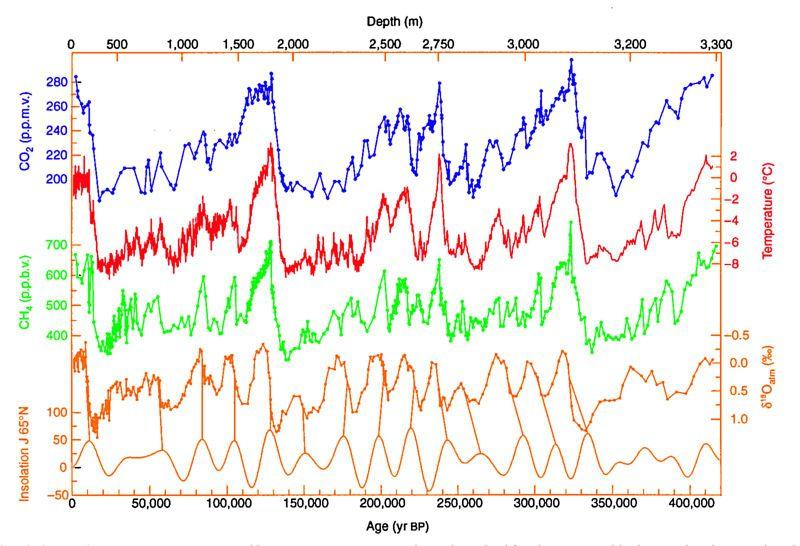 Depth (m)
0 500 1,000 1,500 2,000 2,500 2,750 3,000 3,200 3,300
CO2 (p.p.m.v.)
280
260
240
220
200
2
0
−2
−4
−6
−8
Temperature (°C)
CH4 (p.p.b.v.)
700
600
500
400
−0.5
0.0
0.5
1.0
δ18Oatm (‰)
Insolation J 65°N
100
50
0
−50
0 50,000 100,000 150,000 200,000 250,000 300,000 350,000 400,000
Age (yr BP)